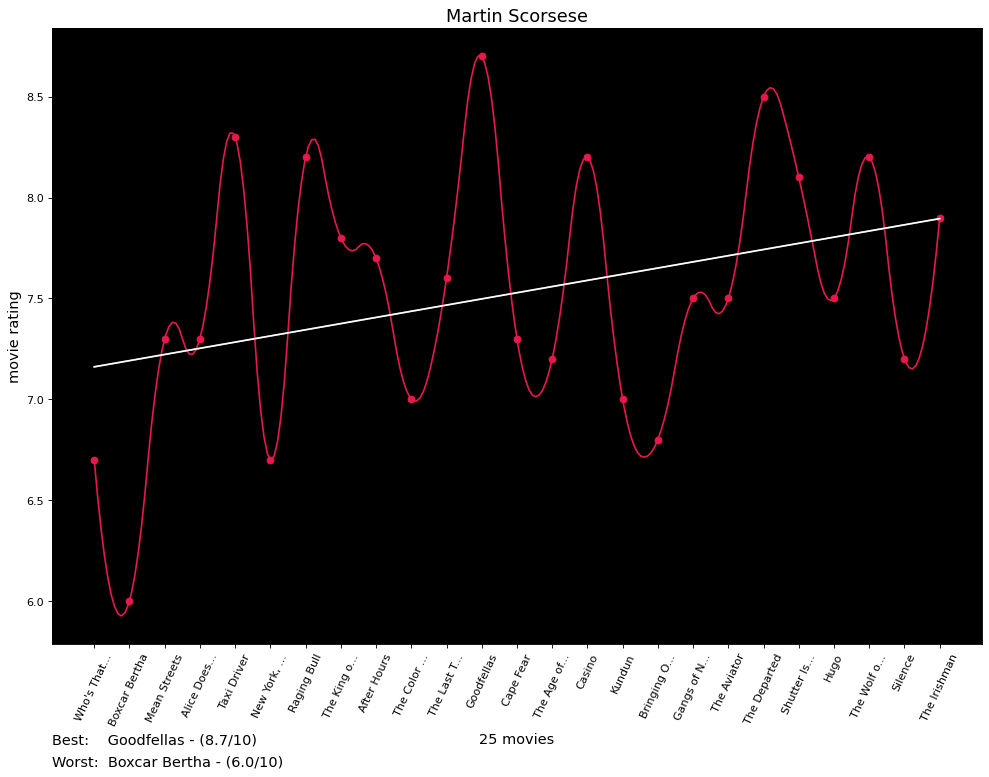 Martin Scorsese
movie rating
8.5
8.0
7.5
7.0
6.5
6.0
Who's That...
Boxcar Bertha
Mean Streets
Alice Does...
Taxi Driver
New York, ...
Raging Bull
The King o...
After Hours
The Color ...
The Last T...
Goodfellas
Cape Fear
The Age of...
Casino
Kundun
Bringing O...
Gangs of N...
The Aviator
The Departed
Shutter Is...
Hugo
The Wolf o...
Silence
The Irishman
Best: Goodfellas - (8.7/10)
25 movies
Worst: Boxcar Bertha - (6.0/10)